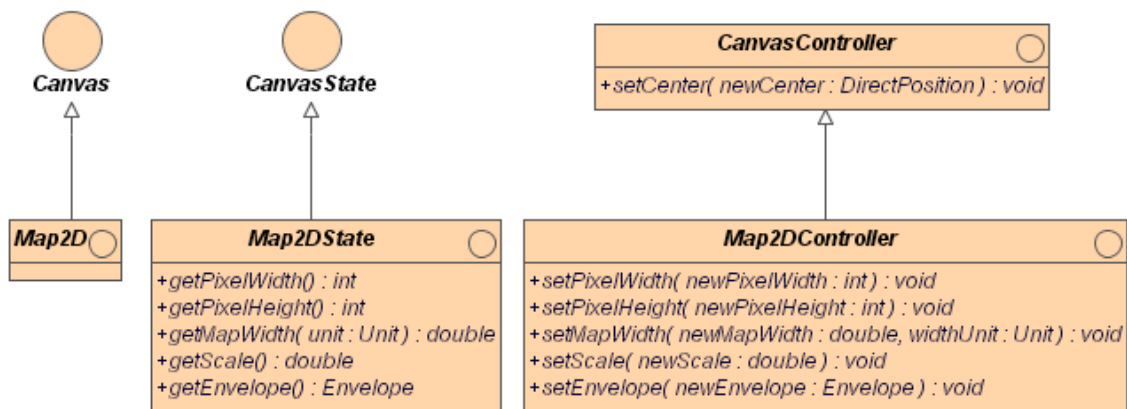 Canvas
CanvasState
CanvasController
+setCenter( newCenter : DirectPosition ) : void
Map2D
Map2DState
+getPixelWidth() : int
+getPixelHeight() : int
+getMapWidth( unit : Unit ) : double
+getScale() : double
+getEnvelope() : Envelope
Map2DController
+setPixelWidth( newPixelWidth : int ) : void
+setPixelHeight( newPixelHeight : int ) : void
+setMapWidth( newMapWidth : double, widthUnit : Unit ) : void
+setScale( newScale : double ) : void
+setEnvelope( newEnvelope : Envelope ) : void